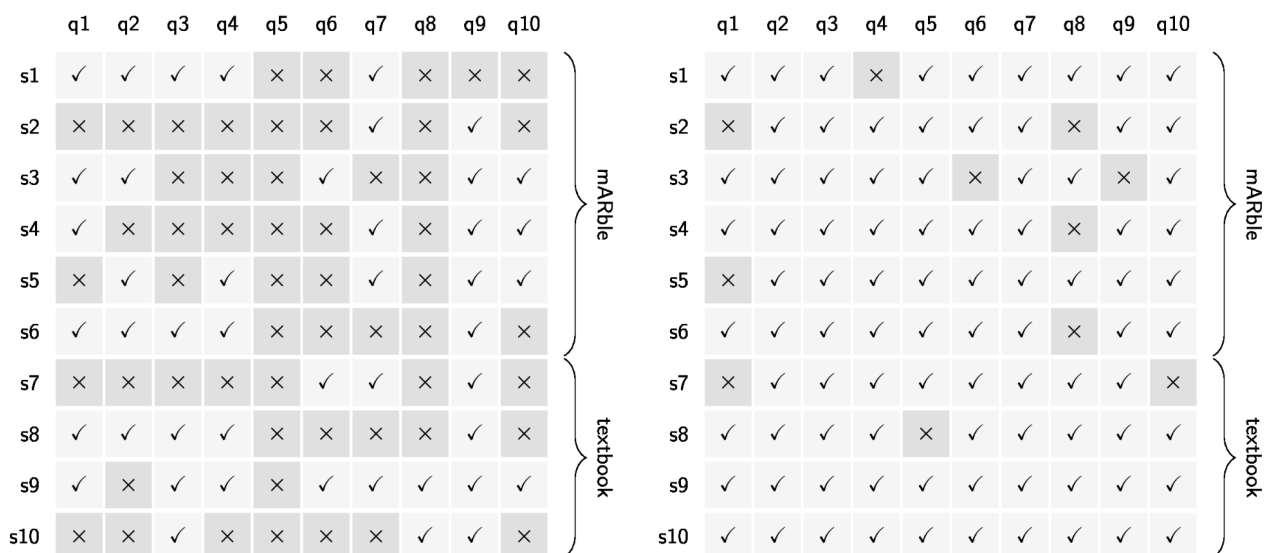 q1 q2 q3 q4 q5 q6 q7 q8 q9 q10
s1 ✓ ✓ ✓ ✓ × × ✓ × × ×
s2 × × × × × × ✓ × ✓ ×
s3 ✓ ✓ × × × ✓ × × ✓ ✓
s4 ✓ × × × × × ✓ × ✓ ✓
s5 × ✓ × ✓ × × ✓ × ✓ ✓
s6 ✓ ✓ ✓ ✓ × × × × ✓ ×
mARble
s7 × × × × × ✓ ✓ × ✓ ×
s8 ✓ ✓ ✓ ✓ × × × × ✓ ×
s9 ✓ × ✓ ✓ × ✓ ✓ ✓ ✓ ✓
s10 × × ✓ × × × × ✓ ✓ ×
textbook
q1 q2 q3 q4 q5 q6 q7 q8 q9 q10
s1 ✓ ✓ ✓ × ✓ ✓ ✓ ✓ ✓ ✓
s2 × ✓ ✓ ✓ ✓ ✓ ✓ × ✓ ✓
s3 ✓ ✓ ✓ ✓ ✓ × ✓ ✓ × ✓
s4 ✓ ✓ ✓ ✓ ✓ ✓ ✓ × ✓ ✓
s5 × ✓ ✓ ✓ ✓ ✓ ✓ ✓ ✓ ✓
s6 ✓ ✓ ✓ ✓ ✓ ✓ ✓ × ✓ ✓
mARble
s7 × ✓ ✓ ✓ ✓ ✓ ✓ ✓ ✓ ×
s8 ✓ ✓ ✓ ✓ × ✓ ✓ ✓ ✓ ✓
s9 ✓ ✓ ✓ ✓ ✓ ✓ ✓ ✓ ✓ ✓
s10 ✓ ✓ ✓ ✓ ✓ ✓ ✓ ✓ ✓ ✓
textbook